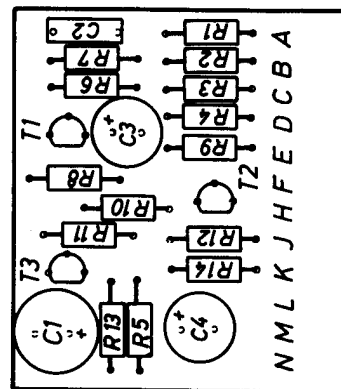 C2 R1 A
R7 R2 B
R6 R3 C
T1 C3 R4 D
R9 E
R8 T2 F
R10 H
R11 R12 J
T3 R14 K
C1 R13 R5 C4 L
M
N